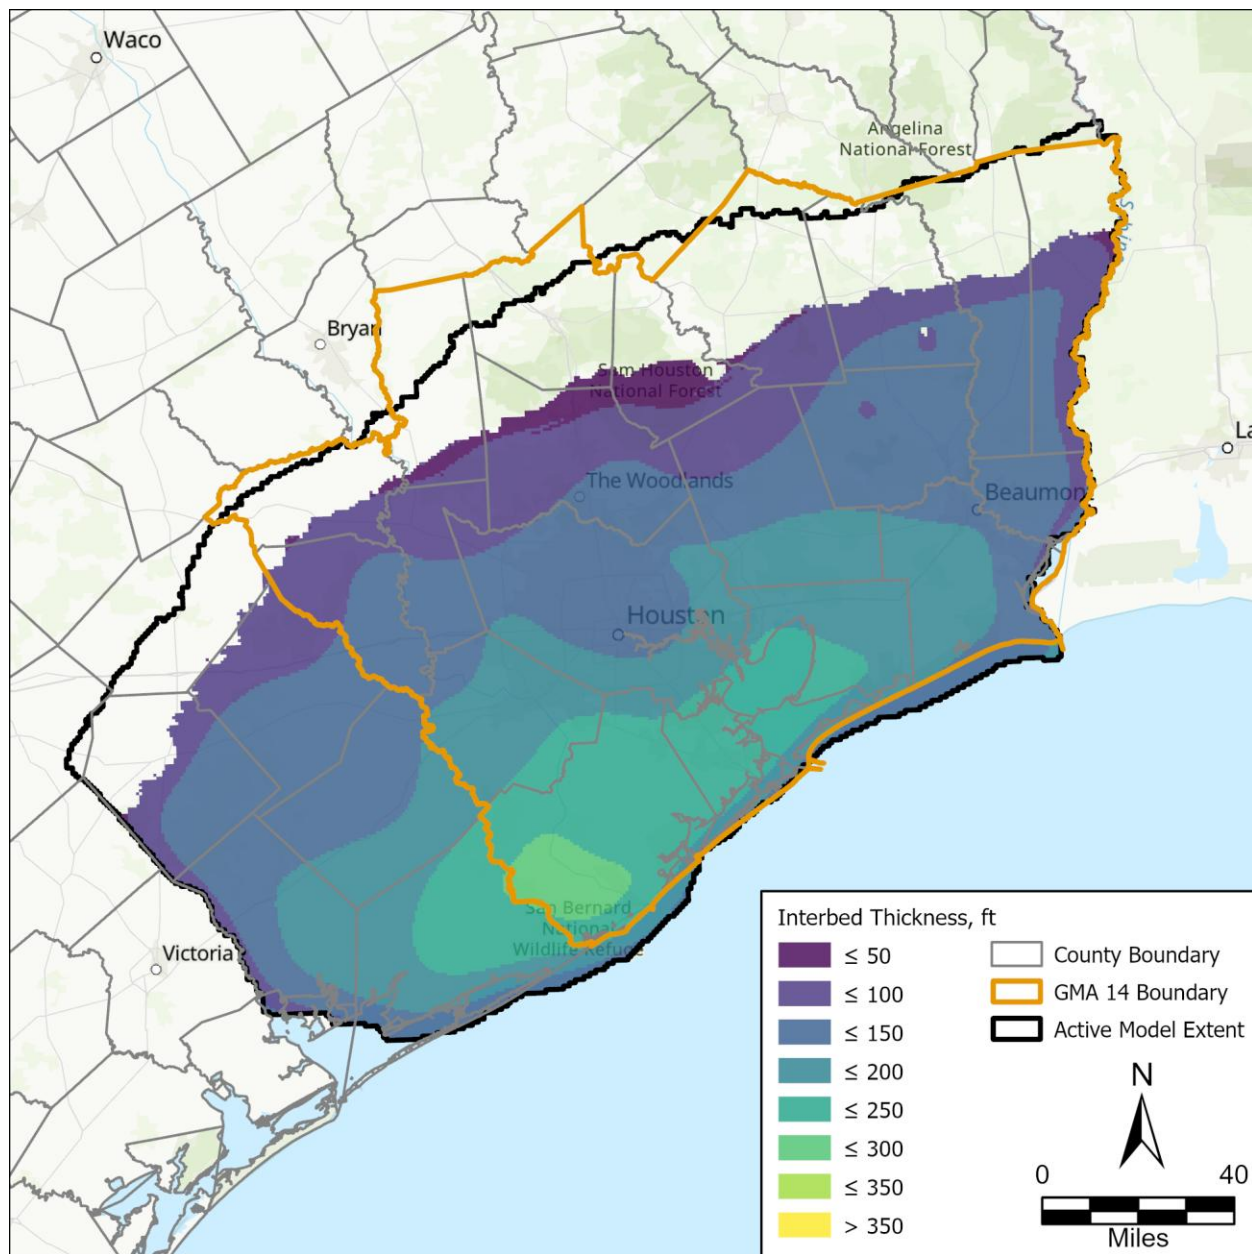 Waco
Angelina
National Forest
Bryan
Sam Houston
National Forest
The Woodlands
Beaumon
La
Houston
San Bernard
National
Wildlife Refuge
Victoria
Interbed Thickness, ft
≤ 50
≤ 100
≤ 150
≤ 200
≤ 250
≤ 300
≤ 350
> 350
County Boundary
GMA 14 Boundary
Active Model Extent
N
0 40
Miles